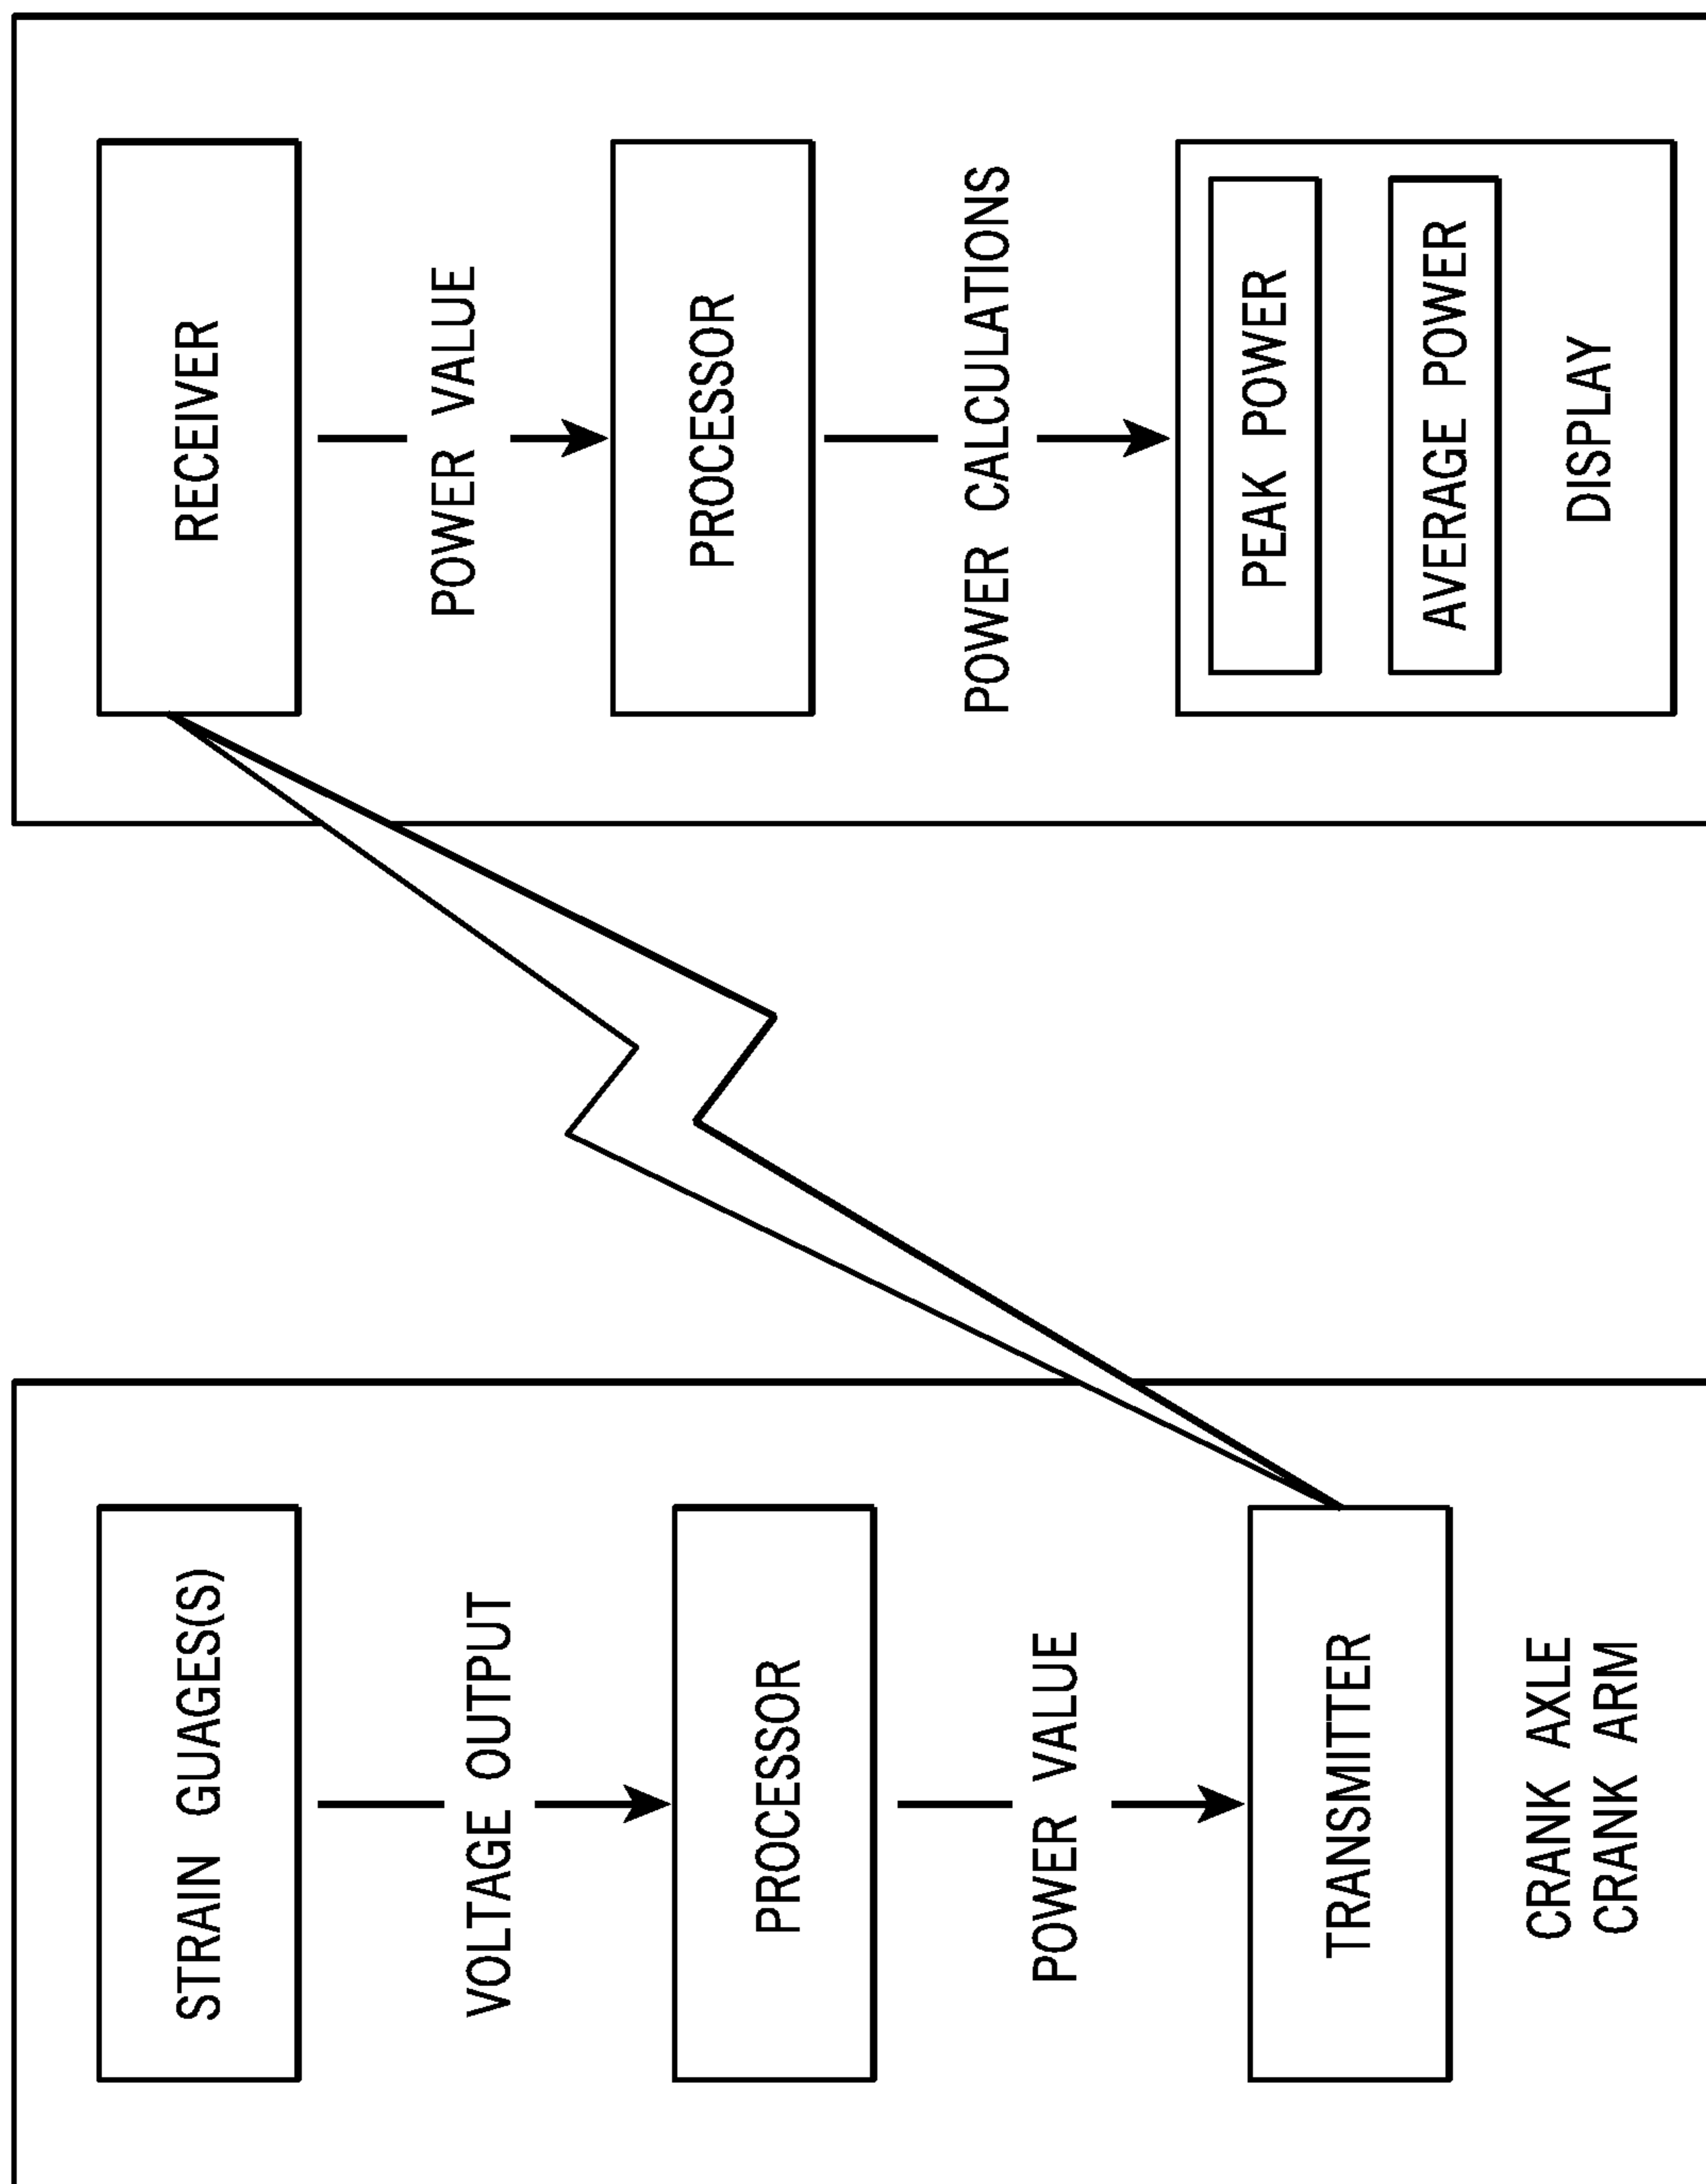 STRAIN GUAGES(S)
VOLTAGE OUTPUT
PROCESSOR
POWER VALUE
TRANSMITTER
CRANK AXLE
CRANK ARM
RECEIVER
POWER VALUE
PROCESSOR
POWER CALCULATIONS
PEAK POWER
AVERAGE POWER
DISPLAY